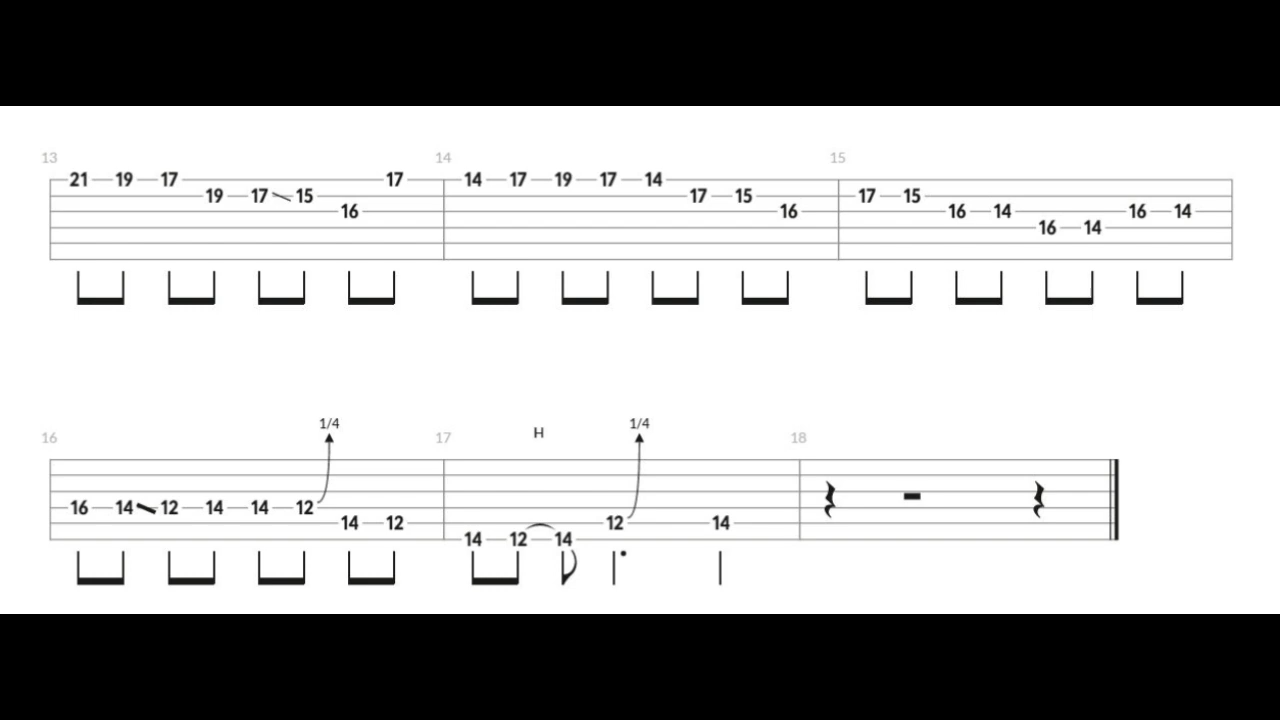 13 14 15
21 19 17 17 14 17 19 17 14
19 17 15 17 15 17 15
16 16 16 14 16 14
16 14
1/4 1/4
16 17 H 18
16 14 12 14 14 12
14 12 12 14
14 12 14